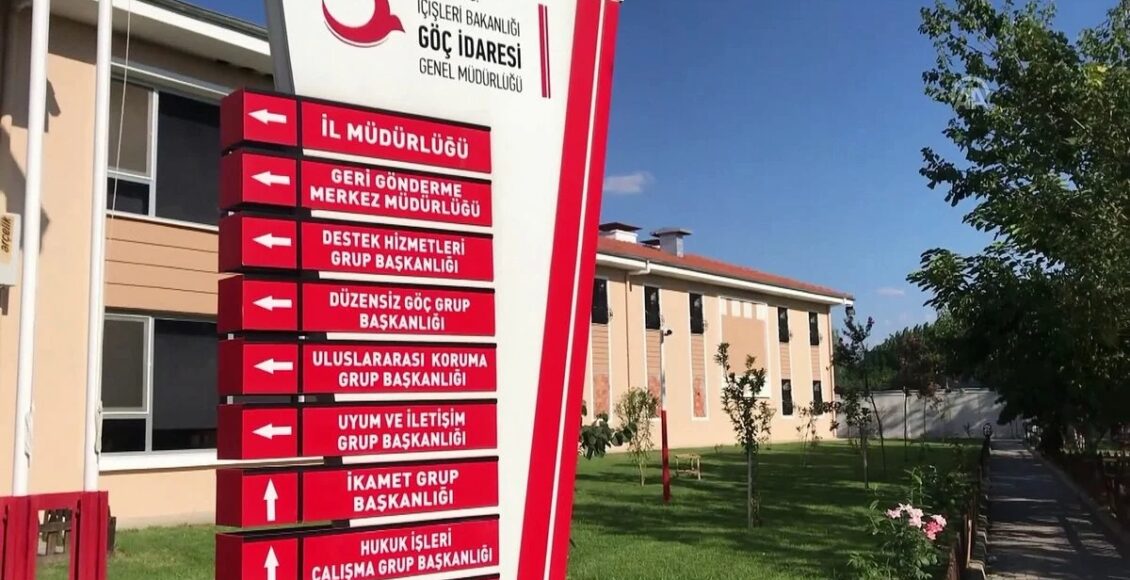 İÇİŞLERİ BAKANLIĞI
GÖÇ İDARESİ
GENEL MÜDÜRLÜĞÜ
İL MÜDÜRLÜĞÜ
GERİ GÖNDERME
MERKEZ MÜDÜRLÜĞÜ
DESTEK HİZMETLERİ
GRUP BAŞKANLIĞI
DÜZENSİZ GÖÇ GRUP
BAŞKANLIĞI
ULUSLARARASI KORUMA
GRUP BAŞKANLIĞI
UYUM VE İLETİŞİM
GRUP BAŞKANLIĞI
İKAMET GRUP
BAŞKANLIĞI
HUKUK İŞLERİ
ÇALIŞMA GRUP BAŞKANLIĞI
arçelik